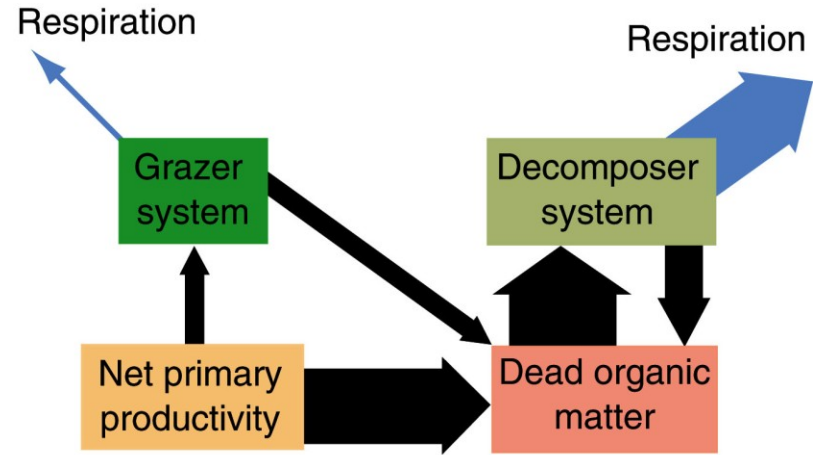 Respiration
Respiration
Grazer
system
Decomposer
system
Net primary
productivity
Dead organic
matter